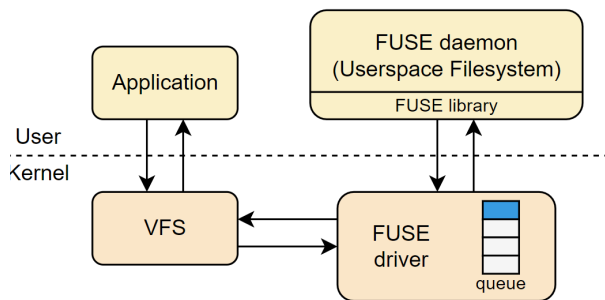 FUSE daemon
(Userspace Filesystem)
Application
FUSE library
User
Kernel
VFS
FUSE
driver
queue